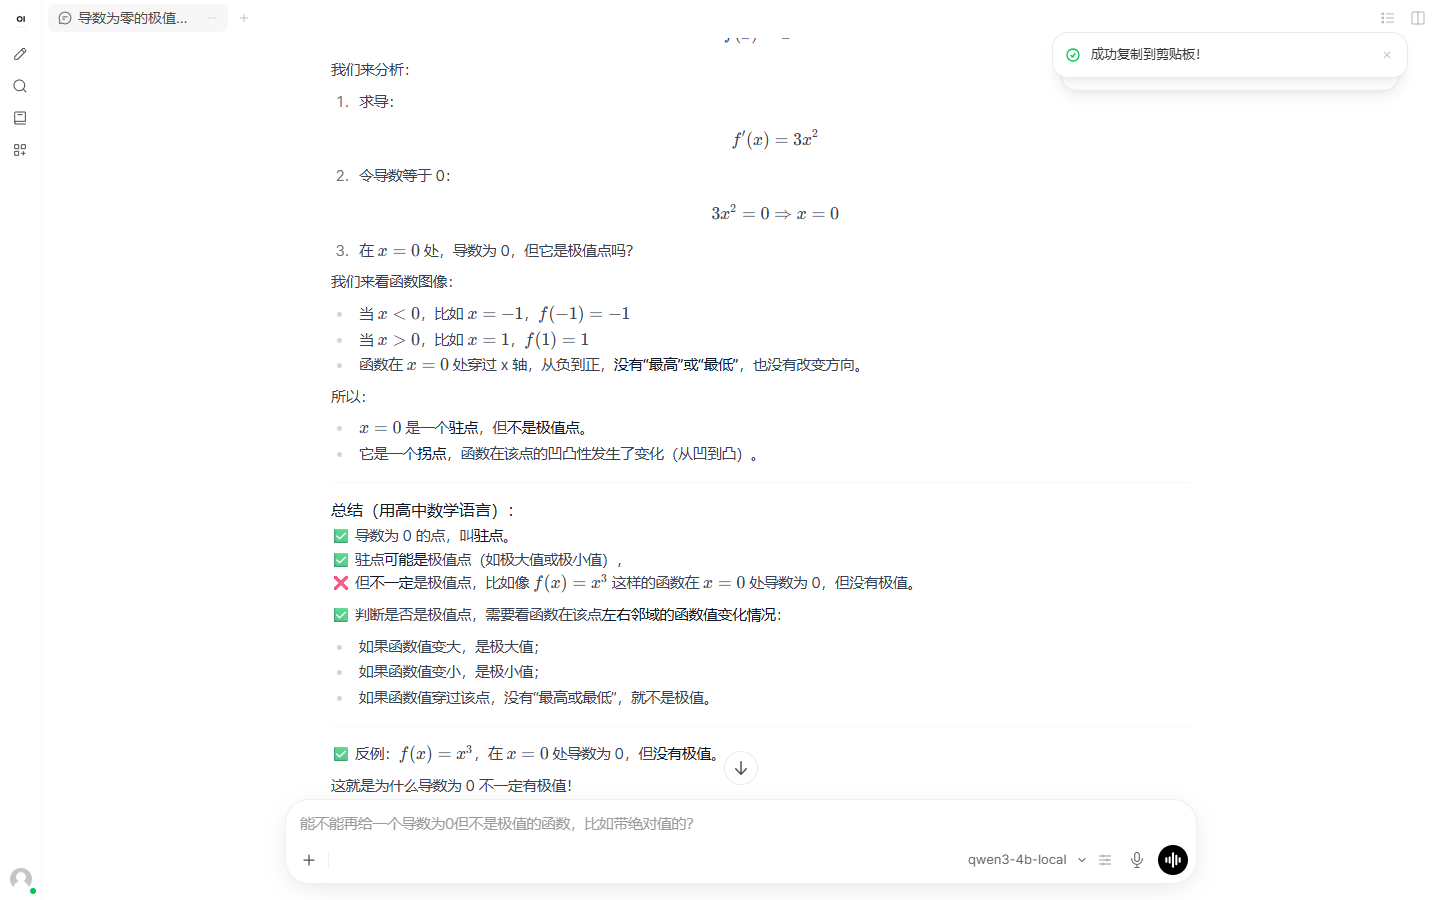 OI
导数为零的极值...
成功复制到剪贴板！
我们来分析：
1. 求导：
f′(x) = 3x²
2. 令导数等于 0：
3x² = 0 ⇒ x = 0
3. 在 x = 0 处，导数为 0，但它是极值点吗？
我们来看函数图像：
当 x < 0，比如 x = −1，f(−1) = −1
当 x > 0，比如 x = 1，f(1) = 1
函数在 x = 0 处穿过 x 轴，从负到正，没有“最高”或“最低”，也没有改变方向。
所以：
x = 0 是一个驻点，但不是极值点。
它是一个拐点，函数在该点的凹凸性发生了变化（从凹到凸）。
总结（用高中数学语言）：
✅ 导数为 0 的点，叫驻点。
✅ 驻点可能是极值点（如极大值或极小值），
❌ 但不一定是极值点，比如像 f(x) = x³ 这样的函数在 x = 0 处导数为 0，但没有极值。
✅ 判断是否是极值点，需要看函数在该点左右邻域的函数值变化情况：
如果函数值变大，是极大值；
如果函数值变小，是极小值；
如果函数值穿过该点，没有“最高或最低”，就不是极值。
✅ 反例：f(x) = x³，在 x = 0 处导数为 0，但没有极值。
这就是为什么导数为 0 不一定有极值！
能不能再给一个导数为0但不是极值的函数，比如带绝对值的？
qwen3-4b-local